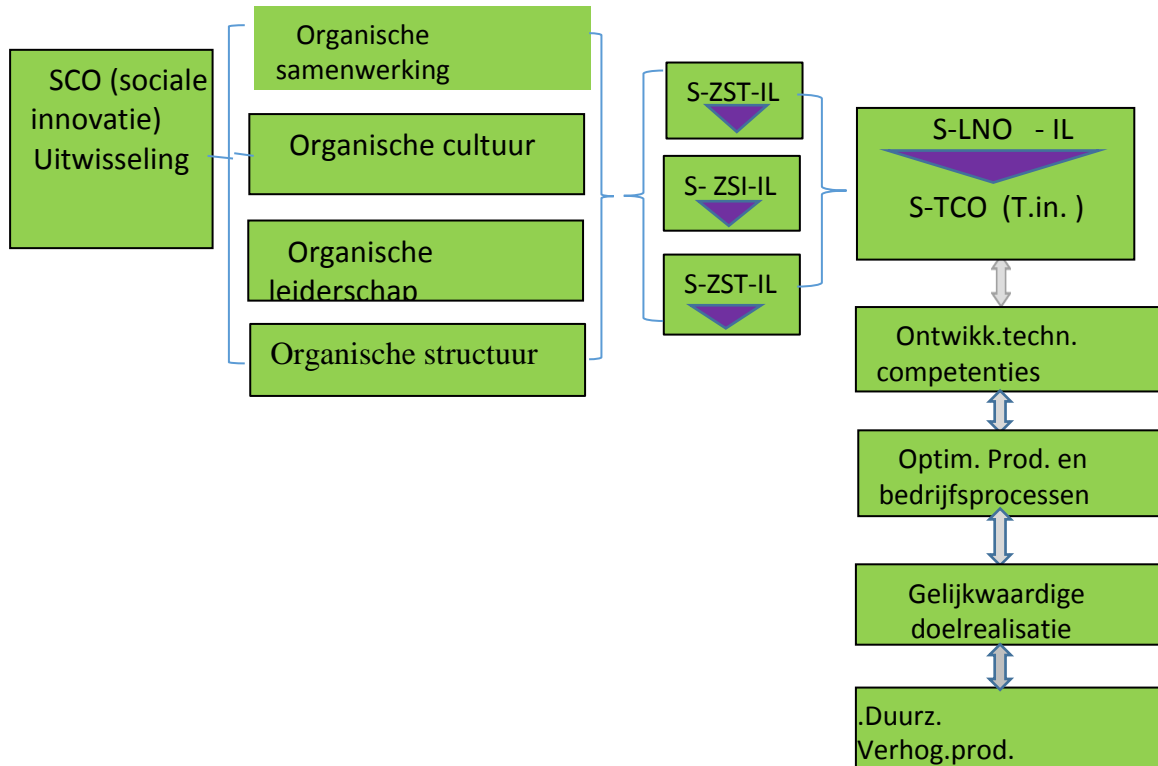 SCO (sociale
innovatie)
Uitwisseling
Organische
samenwerking
Organische cultuur
Organische
leiderschap
Organische structuur
S-ZST-IL
S- ZSI-IL
S-ZST-IL
S-LNO - IL
S-TCO (T.in. )
Ontwikk.techn.
competenties
Optim. Prod. en
bedrijfsprocessen
Gelijkwaardige
doelrealisatie
.Duurz.
Verhog.prod.